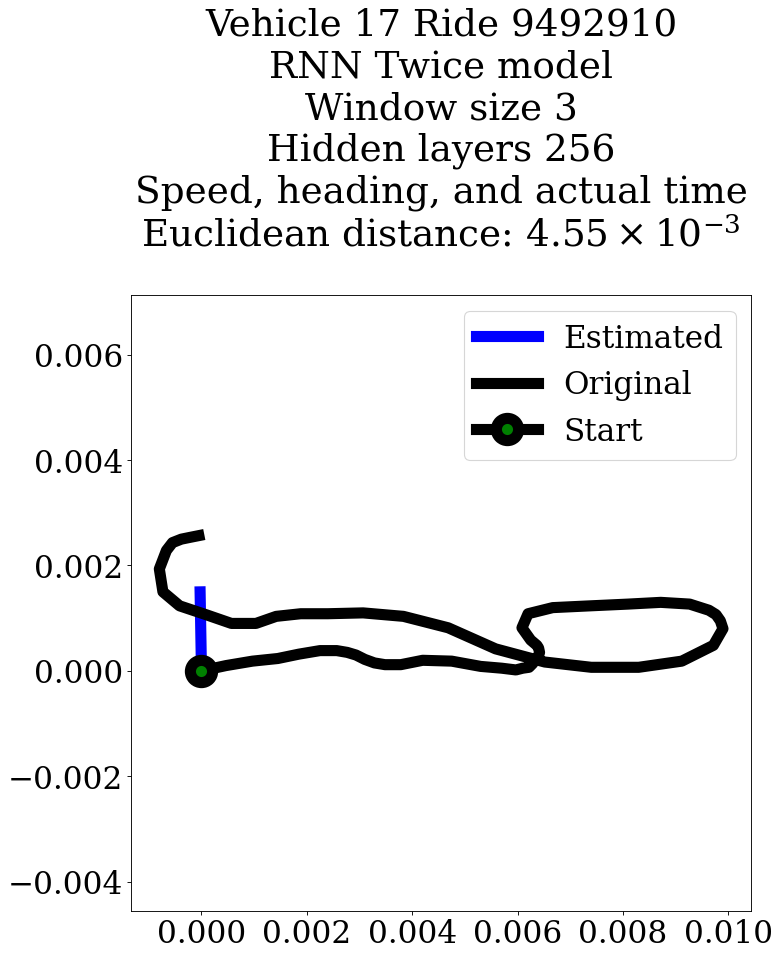 Vehicle 17 Ride 9492910
RNN Twice model
Window size 3
Hidden layers 256
Speed, heading, and actual time
Euclidean distance: 4.55 × 10⁻³
Estimated
Original
Start
0.006
0.004
0.002
0.000
−0.002
−0.004
0.000 0.002 0.004 0.006 0.008 0.010